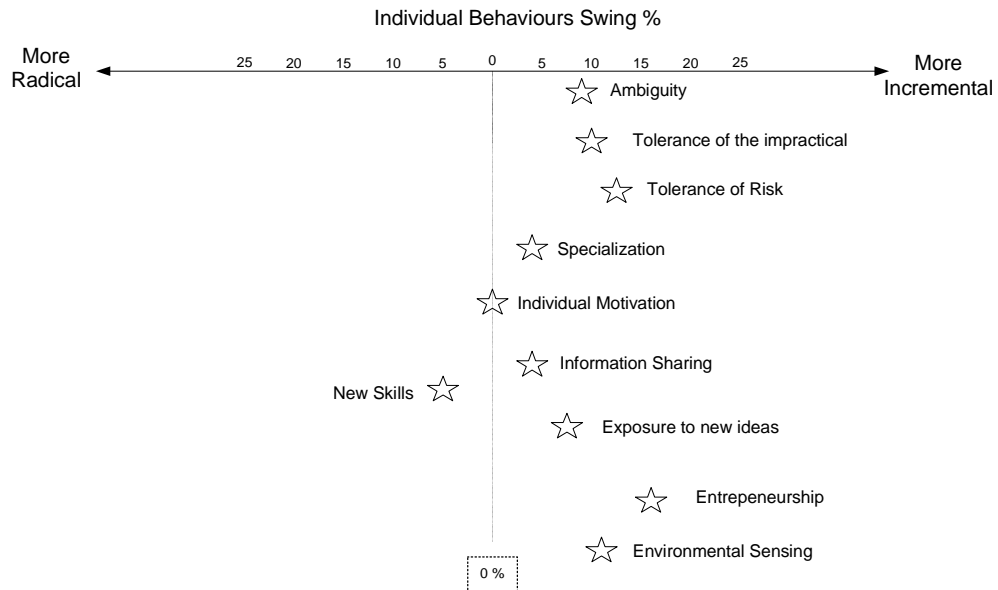 Individual Behaviours Swing %
More
Radical
25 20 15 10 5 0 5 10 15 20 25
More
Incremental
Ambiguity
Tolerance of the impractical
Tolerance of Risk
Specialization
Individual Motivation
Information Sharing
New Skills
Exposure to new ideas
Entrepeneurship
Environmental Sensing
0 %